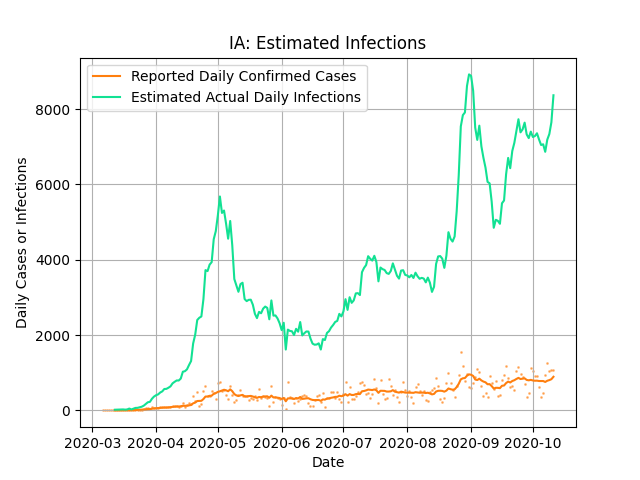 IA: Estimated Infections
Reported Daily Confirmed Cases
Estimated Actual Daily Infections
Daily Cases or Infections
8000
6000
4000
2000
0
2020-03 2020-04 2020-05 2020-06 2020-07 2020-08 2020-09 2020-10
Date